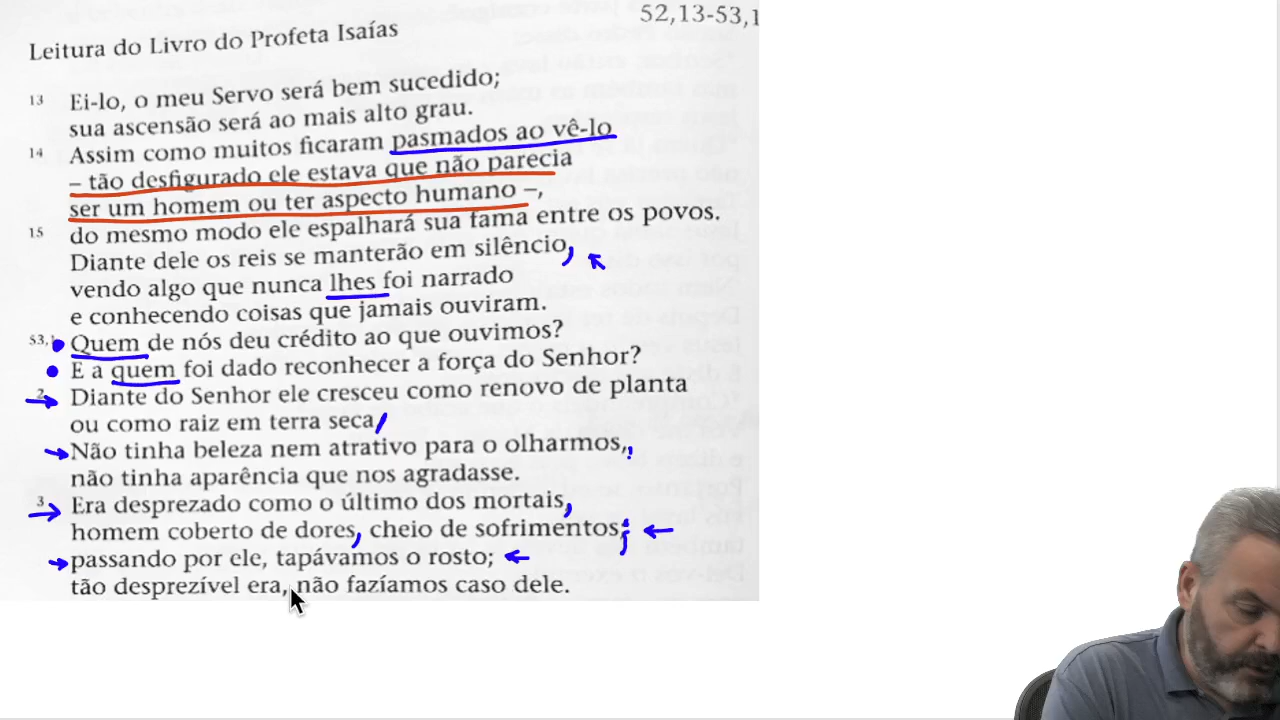 52,13-53,1
Leitura do Livro do Profeta Isaías
13 Ei-lo, o meu Servo será bem sucedido;
sua ascensão será ao mais alto grau.
14 Assim como muitos ficaram pasmados ao vê-lo
– tão desfigurado ele estava que não parecia
ser um homem ou ter aspecto humano –,
15 do mesmo modo ele espalhará sua fama entre os povos.
Diante dele os reis se manterão em silêncio,
vendo algo que nunca lhes foi narrado
e conhecendo coisas que jamais ouviram.
53,1 Quem de nós deu crédito ao que ouvimos?
E a quem foi dado reconhecer a força do Senhor?
2 Diante do Senhor ele cresceu como renovo de planta
ou como raiz em terra seca
Não tinha beleza nem atrativo para o olharmos,
não tinha aparência que nos agradasse.
3 Era desprezado como o último dos mortais,
homem coberto de dores, cheio de sofrimentos;
passando por ele, tapávamos o rosto;
tão desprezível era, não fazíamos caso dele.